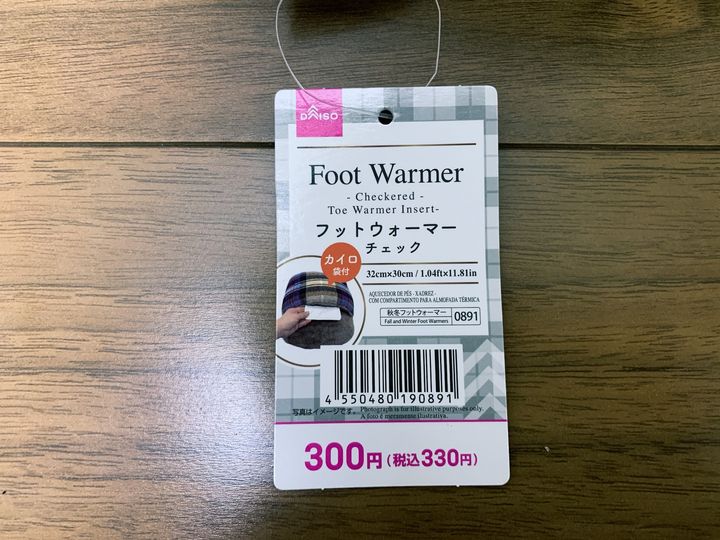 DAISO
Foot Warmer
- Checkered -
Toe Warmer Insert-
フットウォーマー
チェック
カイロ
袋付
32cm×30cm / 1.04ft×11.81in
AQUECEDOR DE PÉS - XADREZ -
COM COMPARTIMENTO PARA ALMOFADA TÉRMICA
秋冬フットウォーマー
Fall and Winter Foot Warmers
0891
4 550480 190891
写真はイメージです。 Photograph is for illustrative purposes only.
A foto é meramente ilustrativa.
300円(税込330円)